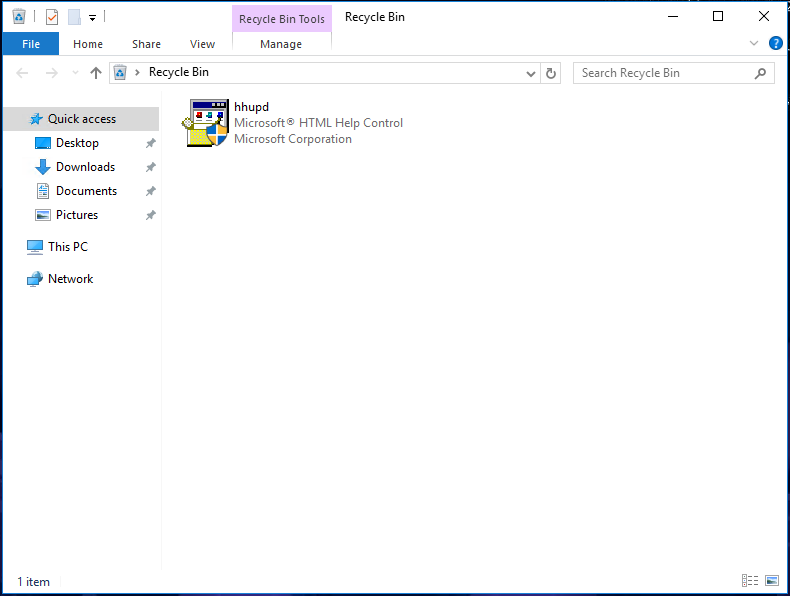 Recycle Bin Tools
Recycle Bin
File
Home
Share
View
Manage
Recycle Bin
Search Recycle Bin
Quick access
Desktop
Downloads
Documents
Pictures
This PC
Network
hhupd
Microsoft® HTML Help Control
Microsoft Corporation
1 item